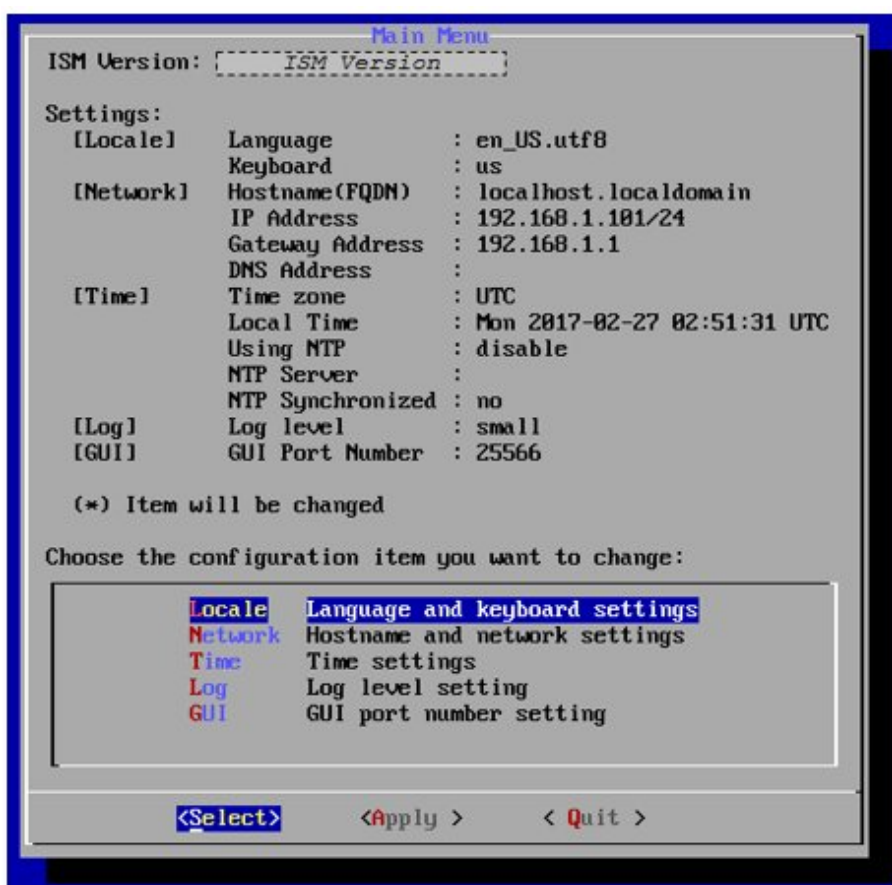 Main Menu
ISM Version: ISM Version
Settings:
[Locale] Language : en_US.utf8
Keyboard : us
[Network] Hostname(FQDN) : localhost.localdomain
IP Address : 192.168.1.101/24
Gateway Address : 192.168.1.1
DNS Address :
[Time] Time zone : UTC
Local Time : Mon 2017-02-27 02:51:31 UTC
Using NTP : disable
NTP Server :
NTP Synchronized : no
[Log] Log level : small
[GUI] GUI Port Number : 25566
(*) Item will be changed
Choose the configuration item you want to change:
Locale Language and keyboard settings
Network Hostname and network settings
Time Time settings
Log Log level setting
GUI GUI port number setting
<Select> <Apply > < Quit >